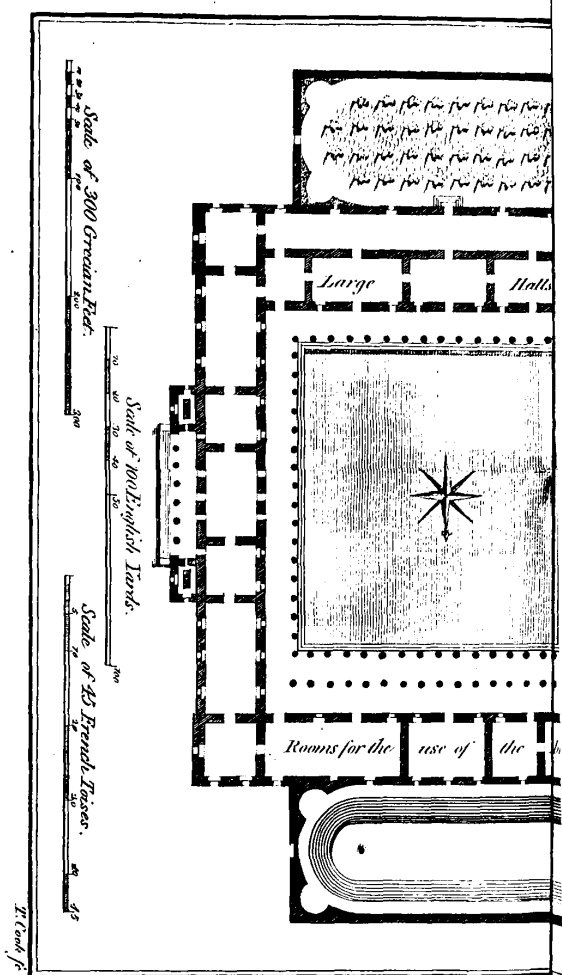 Scale of 300 Grecian Feet.
100
200
300
Scale of 100 English Yards.
10
20
30
40
50
100
Scale of 45 French Toises.
5
10
20
30
40
45
Large
Halls
Rooms for the
use of
the
T. Cook sc